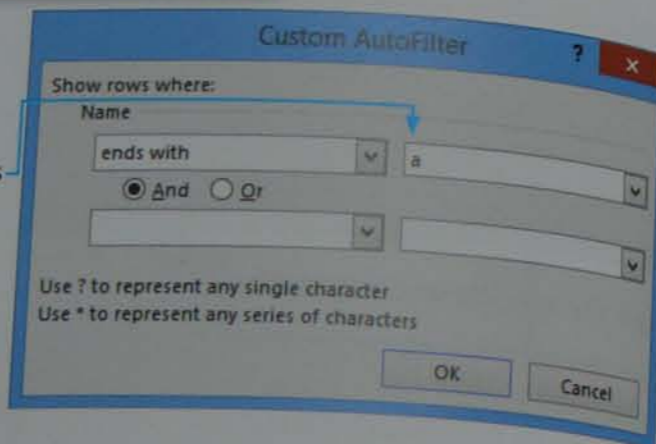 Custom AutoFilter ? x
Show rows where:
Name
ends with a
And Or
Use ? to represent any single character
Use * to represent any series of characters
OK Cancel